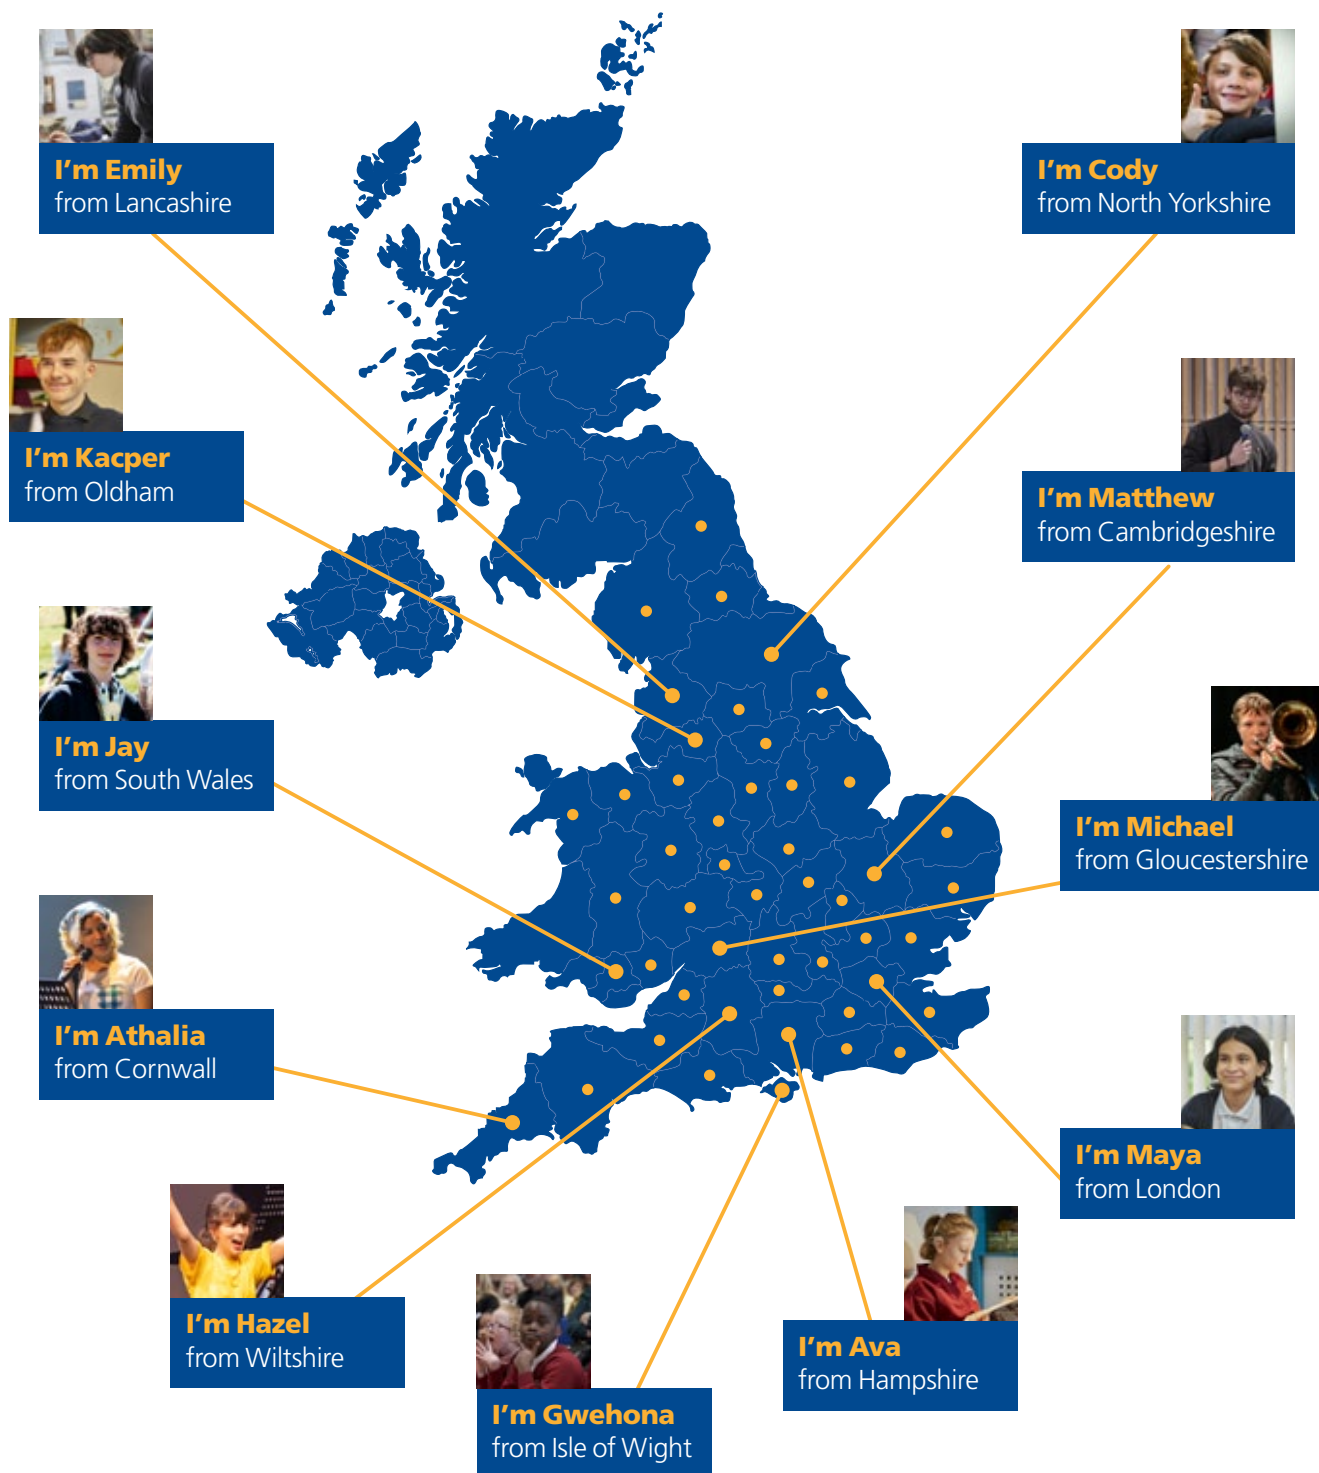 I'm Emily
from Lancashire
I'm Cody
from North Yorkshire
I'm Kacper
from Oldham
I'm Matthew
from Cambridgeshire
I'm Jay
from South Wales
I'm Michael
from Gloucestershire
I'm Athalia
from Cornwall
I'm Maya
from London
I'm Hazel
from Wiltshire
I'm Ava
from Hampshire
I'm Gwehona
from Isle of Wight